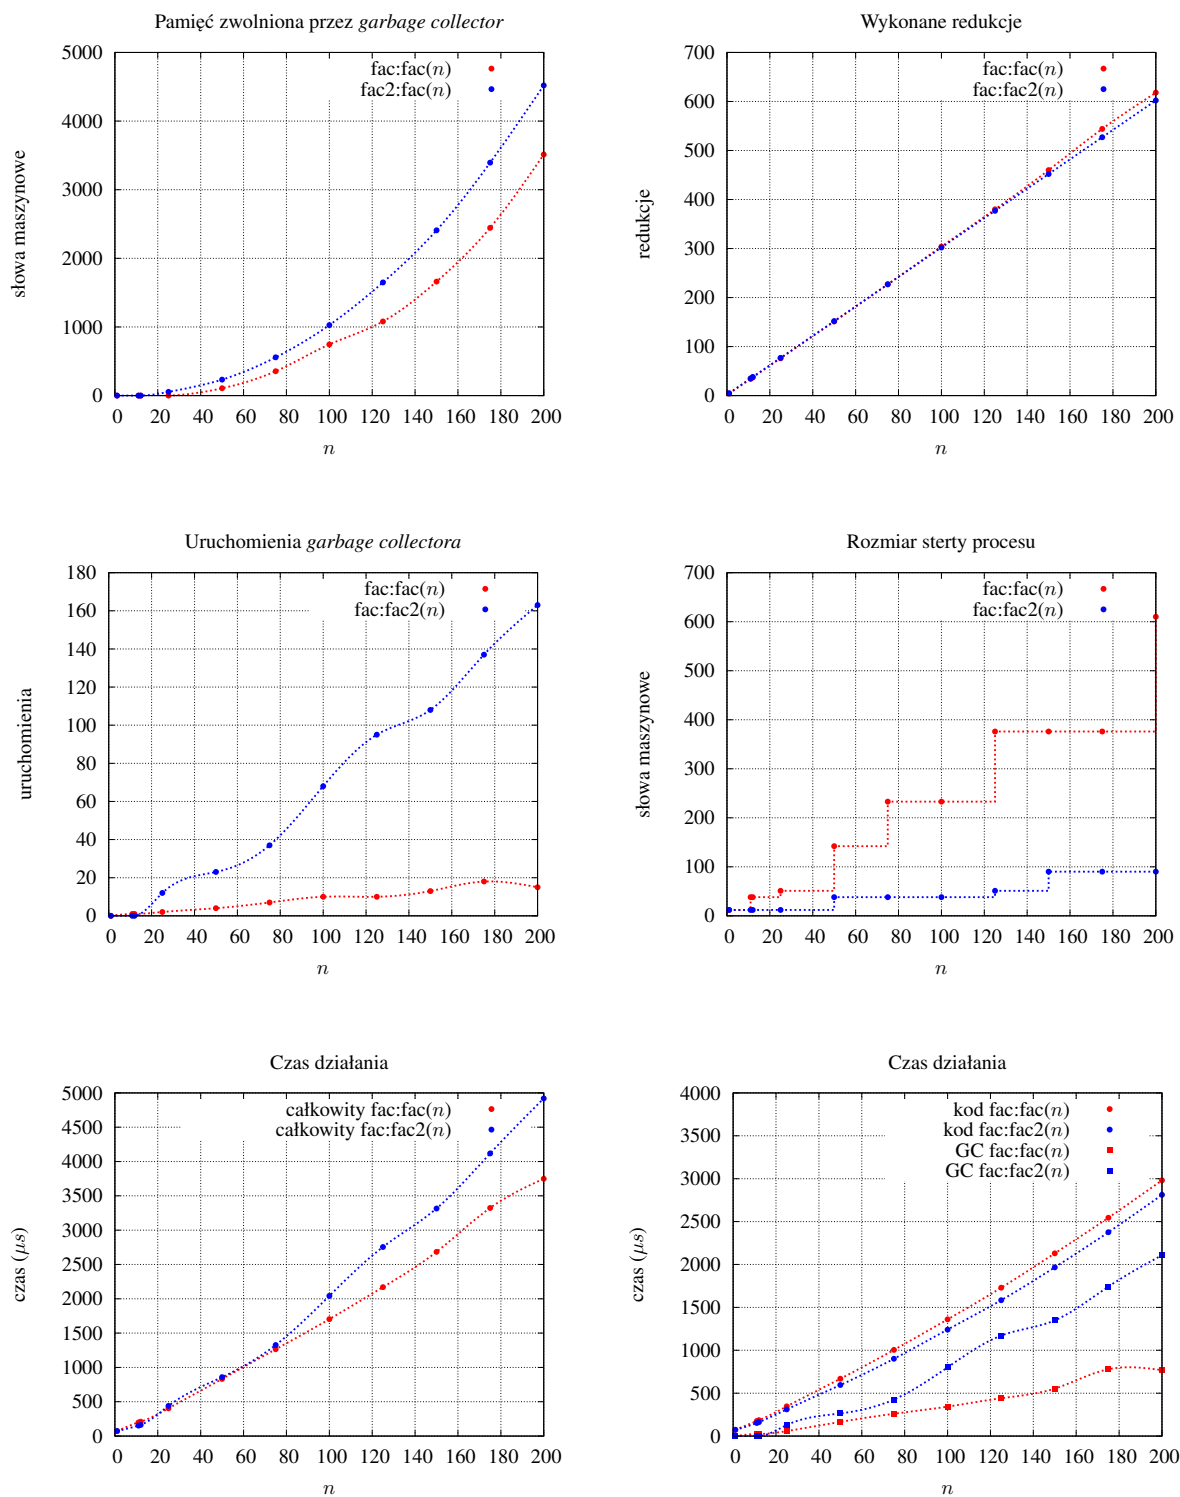 Pamięć zwolniona przez garbage collector
5000
4000
3000
2000
1000
0
0 20 40 60 80 100 120 140 160 180 200
słowa maszynowe
n
fac:fac(n)
fac2:fac(n)
Wykonane redukcje
700
600
500
400
300
200
100
0
0 20 40 60 80 100 120 140 160 180 200
redukcje
n
fac:fac(n)
fac:fac2(n)
Uruchomienia garbage collectora
180
160
140
120
100
80
60
40
20
0
0 20 40 60 80 100 120 140 160 180 200
uruchomienia
n
fac:fac(n)
fac:fac2(n)
Rozmiar sterty procesu
700
600
500
400
300
200
100
0
0 20 40 60 80 100 120 140 160 180 200
słowa maszynowe
n
fac:fac(n)
fac:fac2(n)
Czas działania
5000
4500
4000
3500
3000
2500
2000
1500
1000
500
0
0 20 40 60 80 100 120 140 160 180 200
czas (μs)
n
całkowity fac:fac(n)
całkowity fac:fac2(n)
Czas działania
4000
3500
3000
2500
2000
1500
1000
500
0
0 20 40 60 80 100 120 140 160 180 200
czas (μs)
n
kod fac:fac(n)
kod fac:fac2(n)
GC fac:fac(n)
GC fac:fac2(n)